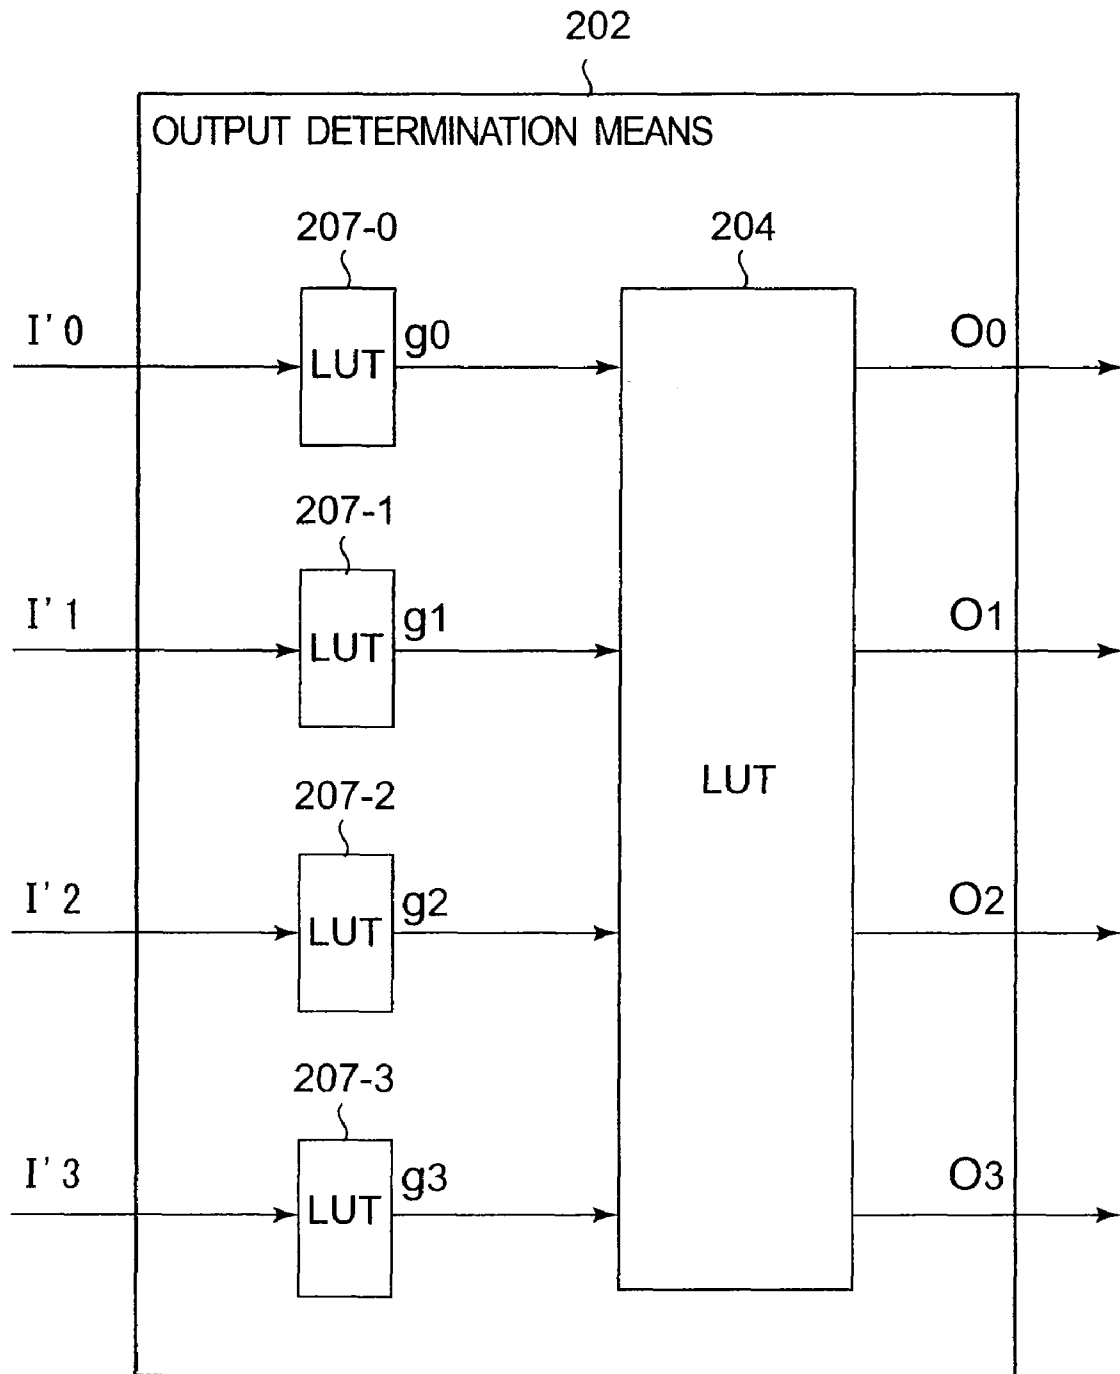 202
OUTPUT DETERMINATION MEANS
207-0
204
I'0
LUT
g0
O0
207-1
I'1
LUT
g1
O1
LUT
207-2
I'2
LUT
g2
O2
207-3
I'3
LUT
g3
O3